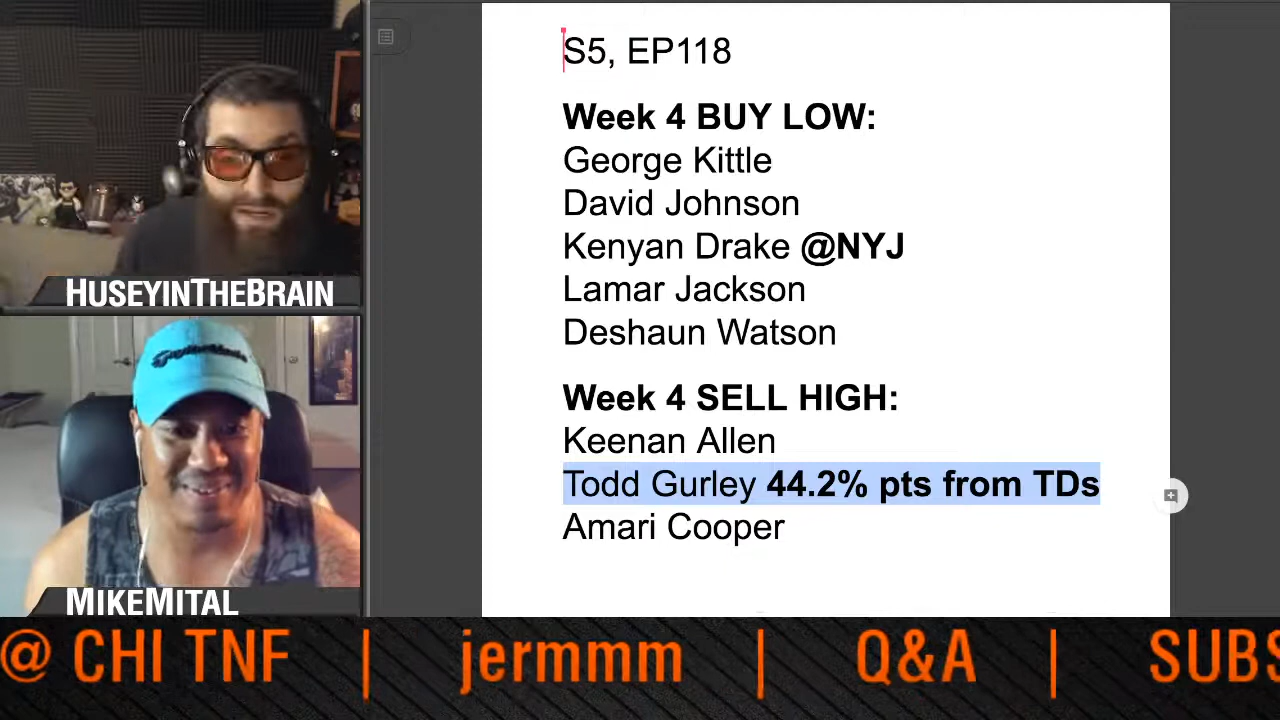 S5, EP118
Week 4 BUY LOW:
George Kittle
David Johnson
Kenyan Drake @NYJ
Lamar Jackson
Deshaun Watson
Week 4 SELL HIGH:
Keenan Allen
Todd Gurley 44.2% pts from TDs
Amari Cooper
HUSEYINTHEBRAIN
TaylorMade
MIKEMITAL
@ CHI TNF | jermmm | Q&A | SUBS